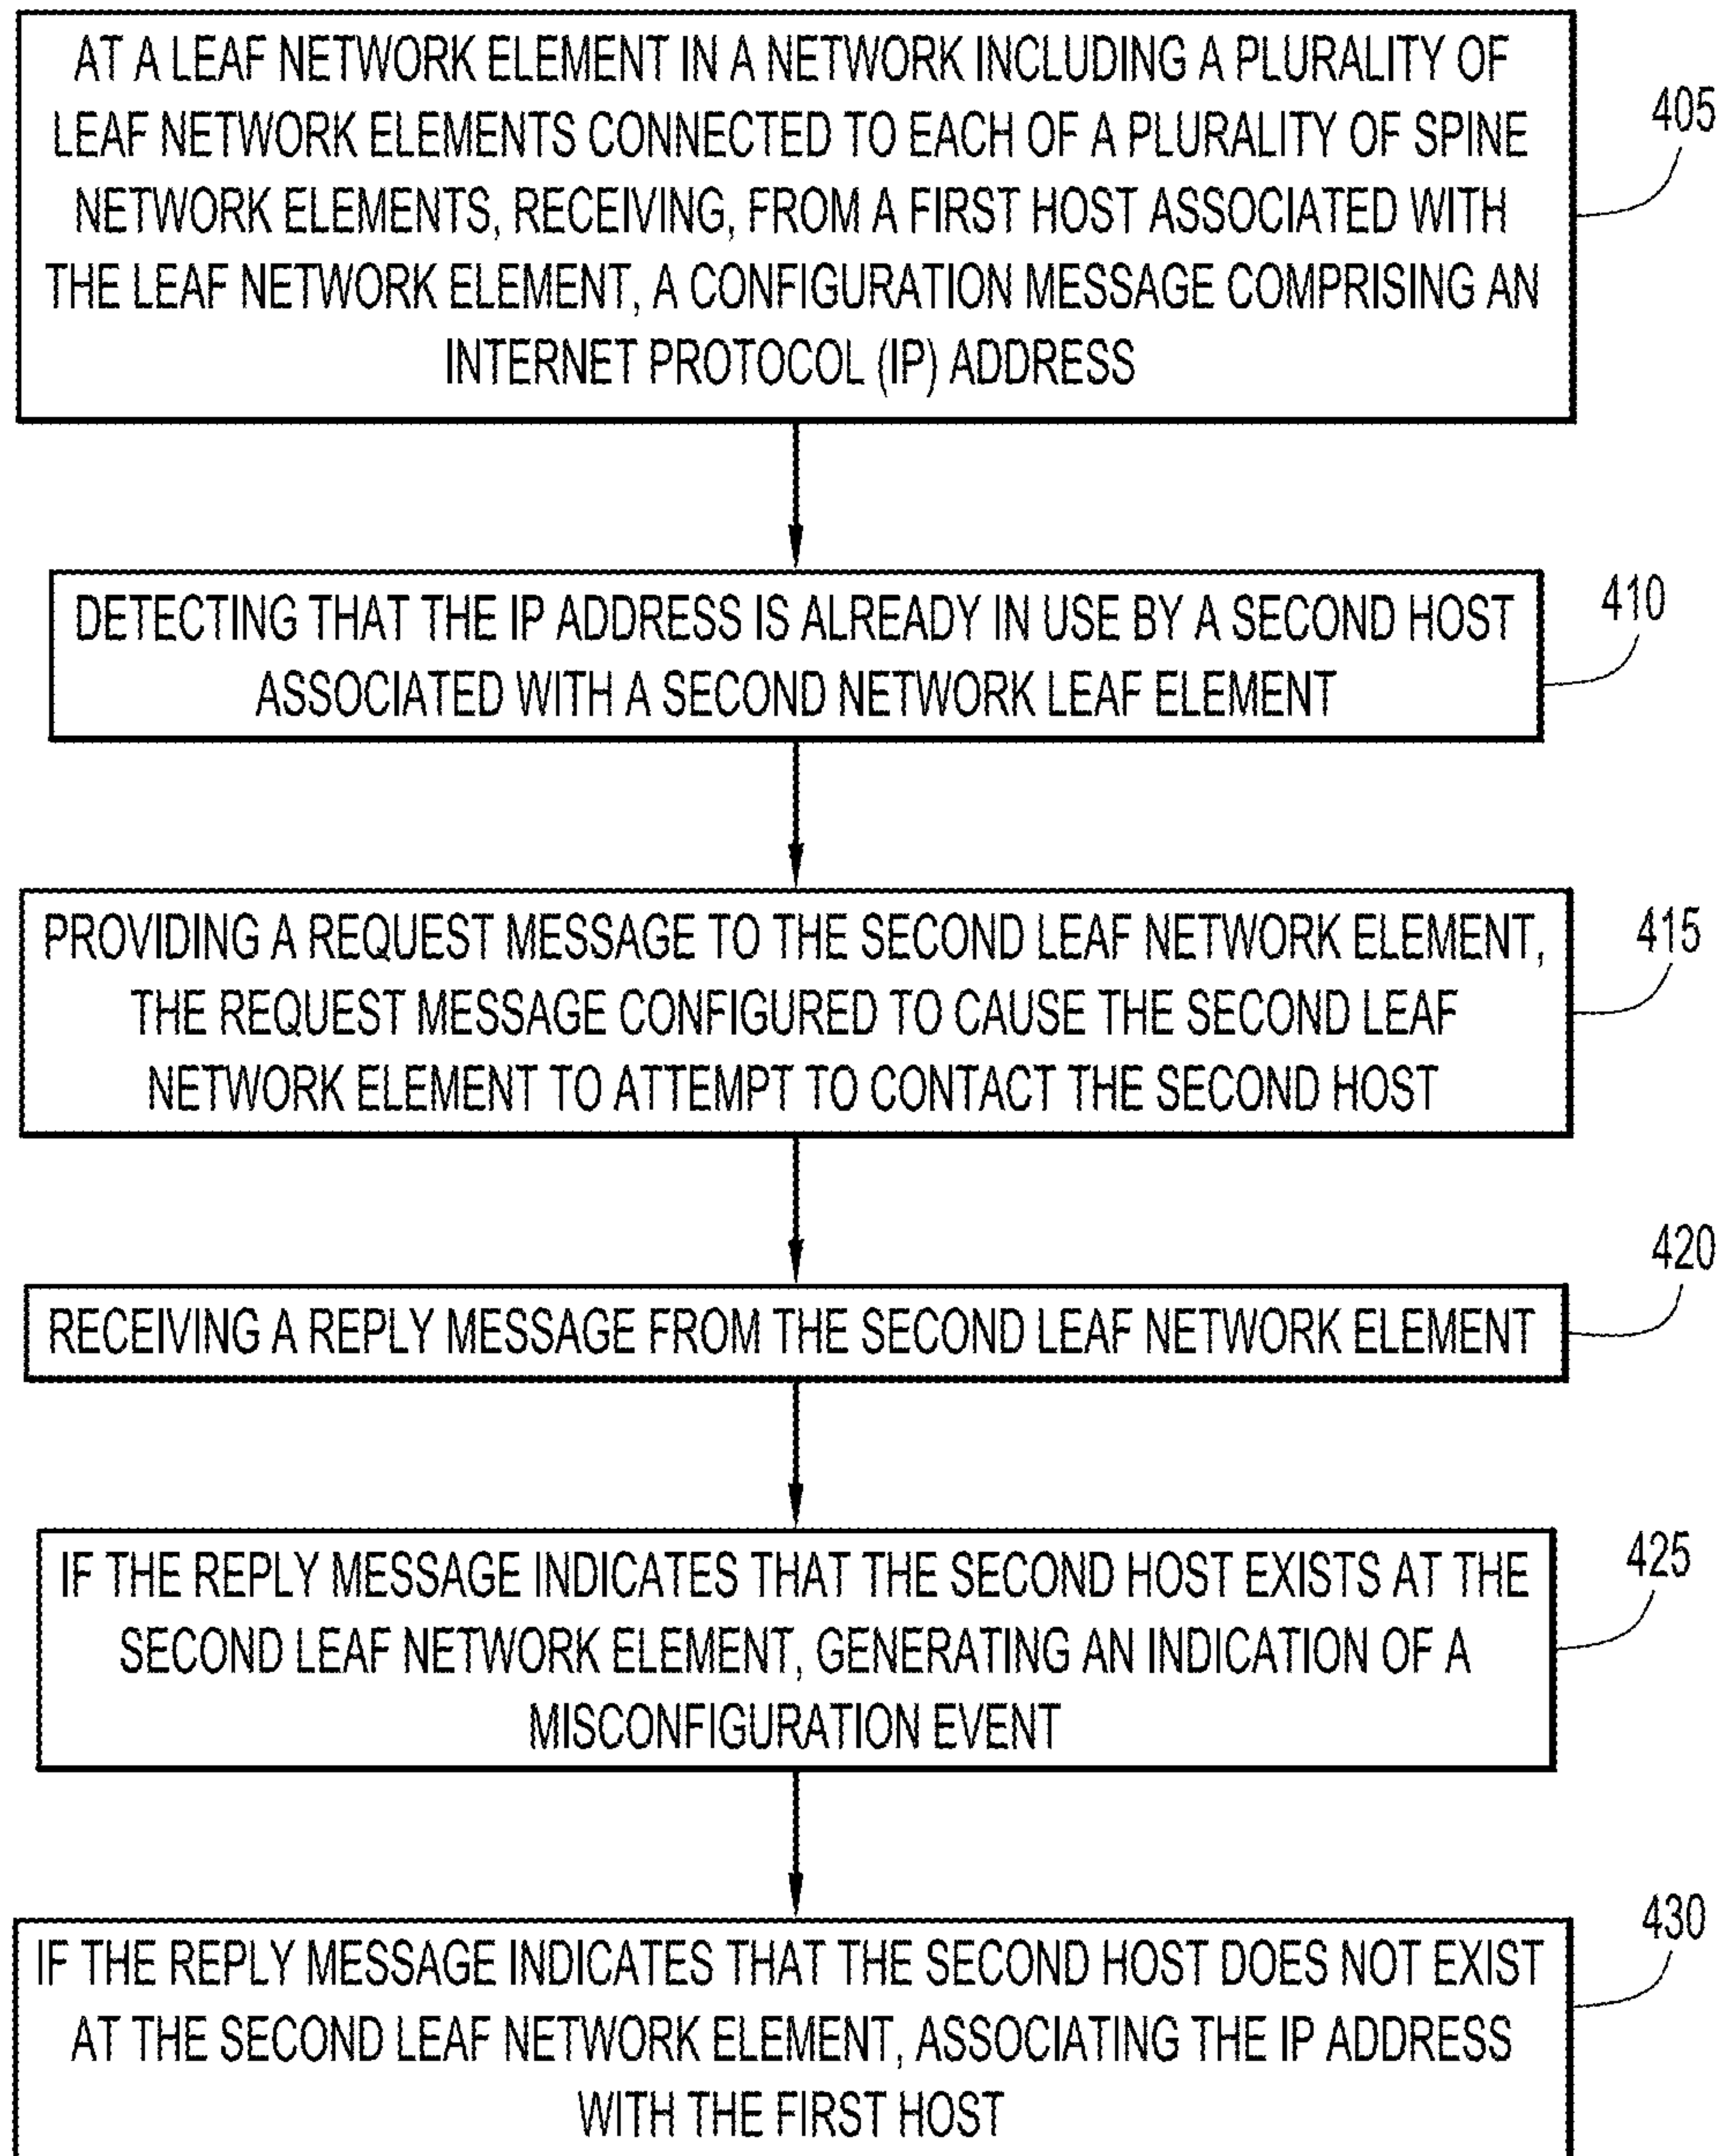 AT A LEAF NETWORK ELEMENT IN A NETWORK INCLUDING A PLURALITY OF
LEAF NETWORK ELEMENTS CONNECTED TO EACH OF A PLURALITY OF SPINE
NETWORK ELEMENTS, RECEIVING, FROM A FIRST HOST ASSOCIATED WITH
THE LEAF NETWORK ELEMENT, A CONFIGURATION MESSAGE COMPRISING AN
INTERNET PROTOCOL (IP) ADDRESS
405
DETECTING THAT THE IP ADDRESS IS ALREADY IN USE BY A SECOND HOST
ASSOCIATED WITH A SECOND NETWORK LEAF ELEMENT
410
PROVIDING A REQUEST MESSAGE TO THE SECOND LEAF NETWORK ELEMENT,
THE REQUEST MESSAGE CONFIGURED TO CAUSE THE SECOND LEAF
NETWORK ELEMENT TO ATTEMPT TO CONTACT THE SECOND HOST
415
RECEIVING A REPLY MESSAGE FROM THE SECOND LEAF NETWORK ELEMENT
420
IF THE REPLY MESSAGE INDICATES THAT THE SECOND HOST EXISTS AT THE
SECOND LEAF NETWORK ELEMENT, GENERATING AN INDICATION OF A
MISCONFIGURATION EVENT
425
IF THE REPLY MESSAGE INDICATES THAT THE SECOND HOST DOES NOT EXIST
AT THE SECOND LEAF NETWORK ELEMENT, ASSOCIATING THE IP ADDRESS
WITH THE FIRST HOST
430